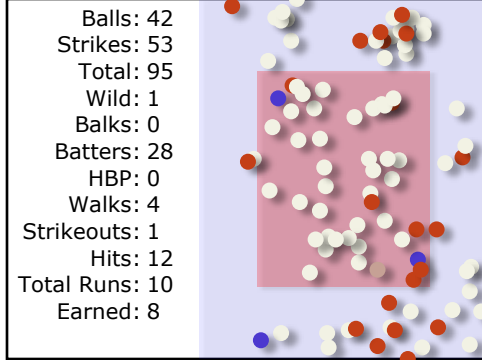 Balls: 42
Strikes: 53
Total: 95
Wild: 1
Balks: 0
Batters: 28
HBP: 0
Walks: 4
Strikeouts: 1
Hits: 12
Total Runs: 10
Earned: 8